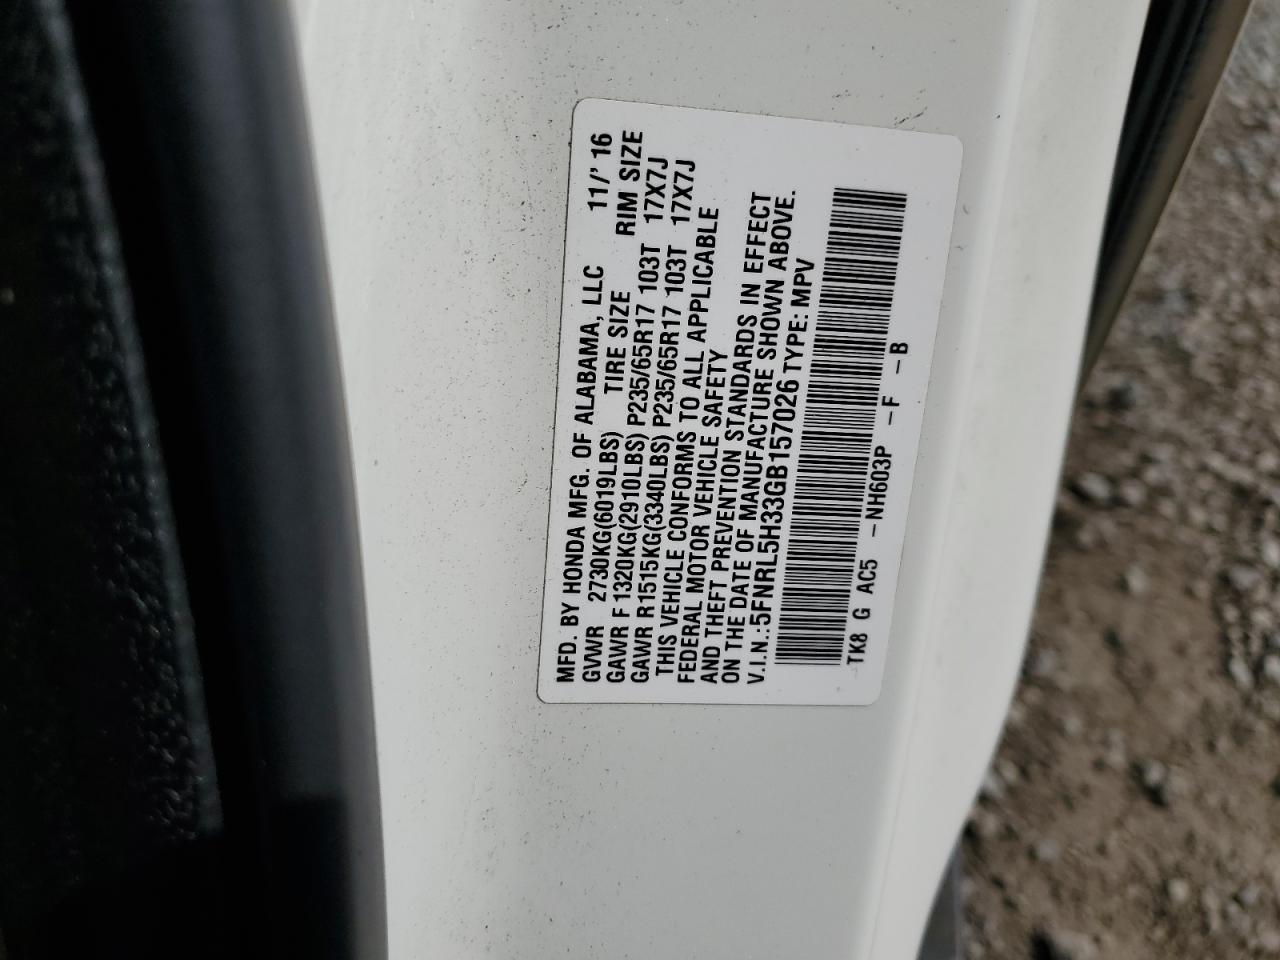 MFD. BY HONDA MFG. OF ALABAMA, LLC 11/' 16
GVWR 2730KG(6019LBS) TIRE SIZE RIM SIZE
GAWR F 1320KG(2910LBS) P235/65R17 103T 17X7J
GAWR R1515KG(3340LBS) P235/65R17 103T 17X7J
THIS VEHICLE CONFORMS TO ALL APPLICABLE
FEDERAL MOTOR VEHICLE SAFETY
AND THEFT PREVENTION STANDARDS IN EFFECT
ON THE DATE OF MANUFACTURE SHOWN ABOVE.
V.I.N.:5FNRL5H33GB157026 TYPE: MPV
TK8 G AC5 -NH603P -F -B